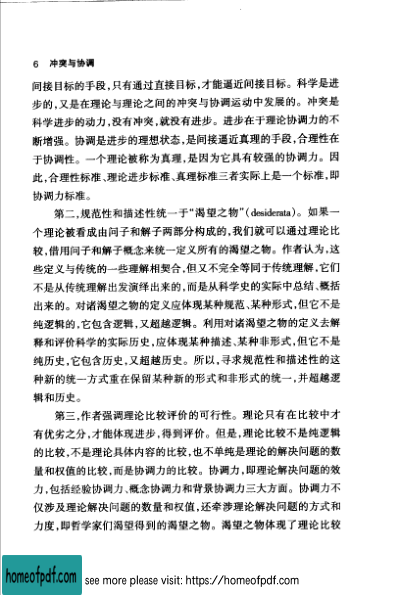 6 冲突与协调
间接目标的手段,只有通过直接目标,才能逼近间接目标。科学是进
步的,又是在理论与理论之间的冲突与协调运动中发展的。冲突是
科学进步的动力,没有冲突,就没有进步。进步在于理论协调力的不
断增强。协调是进步的理想状态,是间接逼近真理的手段,合理性在
于协调性。一个理论被称为真理,是因为它具有较强的协调力。因
此,合理性标准、理论进步标准、真理标准三者实际上是一个标准,即
协调力标准。
第二,规范性和描述性统一于“渴望之物”(desiderata)。如果一
个理论被看成由问子和解子两部分构成的,我们就可以通过理论比
较,借用问子和解子概念来统一定义所有的渴望之物。作者认为,这
些定义与传统的一些理解相契合,但又不完全等同于传统理解,它们
不是从传统理解出发演绎出来的,而是从科学史的实际中总结、概括
出来的。对诸渴望之物的定义应体现某种规范、某种形式,但它不是
纯逻辑的,它包含逻辑,又超越逻辑。利用对诸渴望之物的定义去解
释和评价科学的实际历史,应体现某种描述、某种非形式,但它不是
纯历史,它包含历史,又超越历史。所以,寻求规范性和描述性的这
种新的统一方式重在保留某种新的形式和非形式的统一,并超越逻
辑和历史。
第三,作者强调理论比较评价的可行性。理论只有在比较中才
有优劣之分,才能体现进步,得到评价。但是,理论比较不是纯逻辑
的比较,不是理论具体内容的比较,也不单纯是理论的解决问题的数
量和权值的比较,而是协调力的比较。协调力,即理论解决问题的效
力,包括经验协调力、概念协调力和背景协调力三大方面。协调力不
仅涉及理论解决问题的数量和权值,还牵涉理论解决问题的方式和
力度,即哲学家们渴望得到的渴望之物。渴望之物体现了理论比较
homeofpdf.com
see more please visit: https://homeofpdf.com